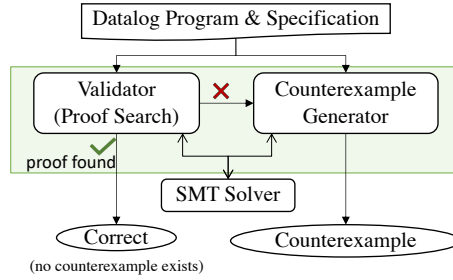 Datalog Program & Specification
Validator
(Proof Search)
Counterexample
Generator
proof found
SMT Solver
Correct
Counterexample
(no counterexample exists)